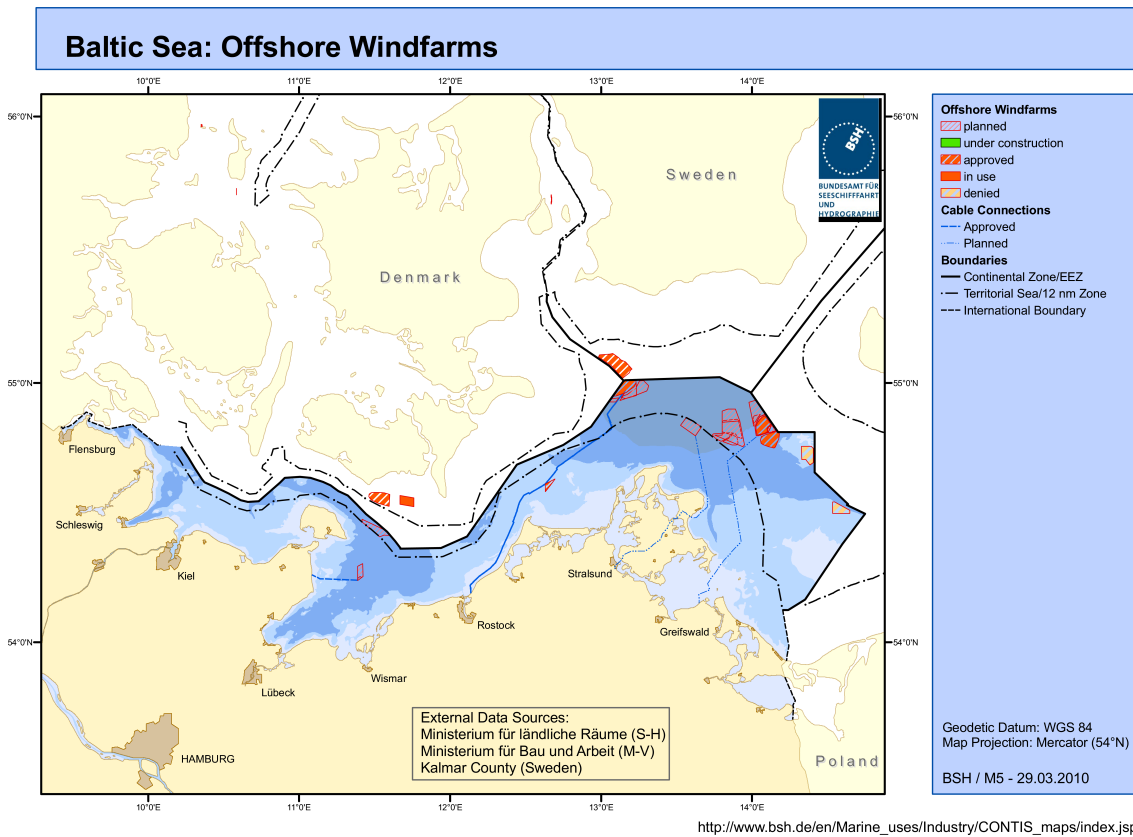 Baltic Sea: Offshore Windfarms
10°0'E 11°0'E 12°0'E 13°0'E 14°0'E
56°0'N 56°0'N
Sweden
BSH
BUNDESAMT FÜR
SEESCHIFFFAHRT
UND
HYDROGRAPHIE
Denmark
55°0'N 55°0'N
Flensburg
Schleswig
Kiel
Stralsund
Rostock
Greifswald
54°0'N 54°0'N
Wismar
Lübeck
HAMBURG
Poland
External Data Sources:
Ministerium für ländliche Räume (S-H)
Ministerium für Bau und Arbeit (M-V)
Kalmar County (Sweden)
10°0'E 11°0'E 12°0'E 13°0'E 14°0'E
Offshore Windfarms
planned
under construction
approved
in use
denied
Cable Connections
Approved
Planned
Boundaries
Continental Zone/EEZ
Territorial Sea/12 nm Zone
International Boundary
Geodetic Datum: WGS 84
Map Projection: Mercator (54°N)
BSH / M5 - 29.03.2010
http://www.bsh.de/en/Marine_uses/Industry/CONTIS_maps/index.jsp